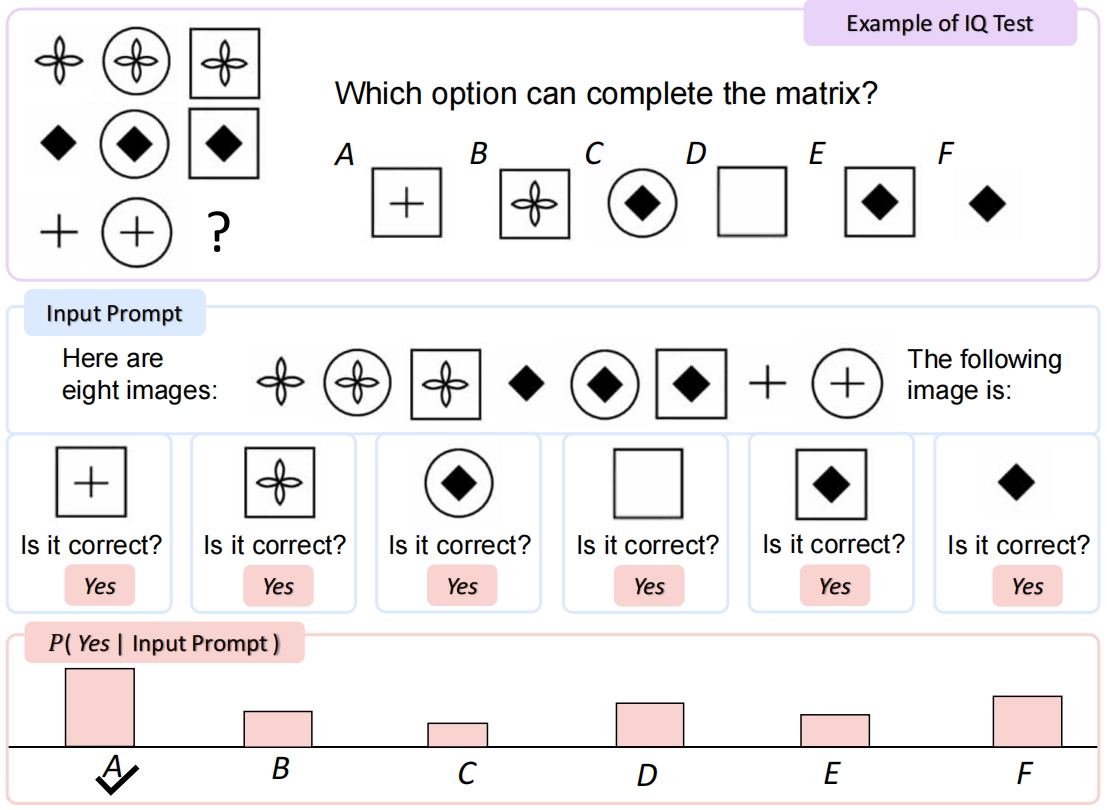 Example of IQ Test
Which option can complete the matrix?
A B C D E F
?
Input Prompt
Here are
eight images:
The following
image is:
Is it correct? Is it correct? Is it correct? Is it correct? Is it correct? Is it correct?
Yes Yes Yes Yes Yes Yes
P( Yes | Input Prompt )
A B C D E F